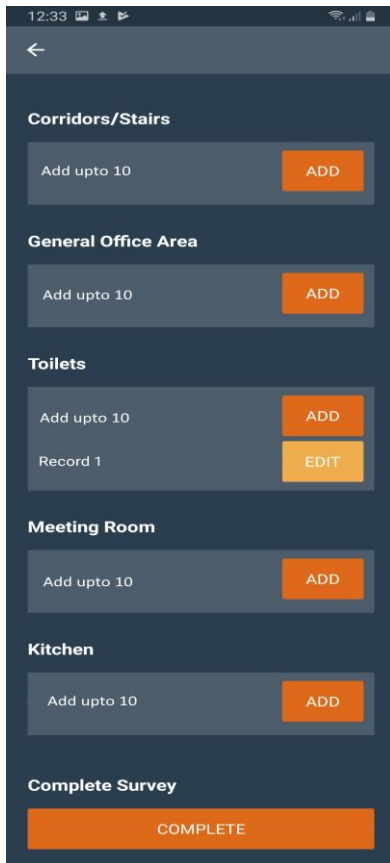 12:33
Corridors/Stairs
Add upto 10 ADD
General Office Area
Add upto 10 ADD
Toilets
Add upto 10 ADD
Record 1 EDIT
Meeting Room
Add upto 10 ADD
Kitchen
Add upto 10 ADD
Complete Survey
COMPLETE